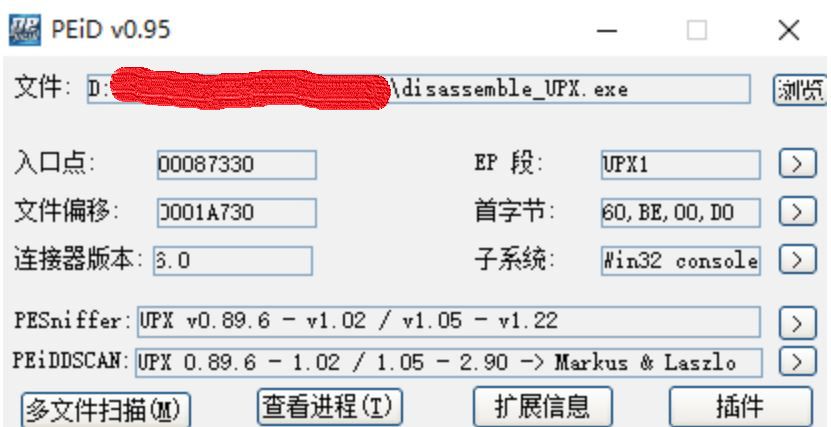 PEiD v0.95
文件: D: \disassemble_UPX.exe 浏览
入口点: 00087330 EP 段: UPX1 >
文件偏移: 0001A730 首字节: 60,BE,00,D0 >
连接器版本: 6.0 子系统: Win32 console >
PESniffer: UPX v0.89.6 - v1.02 / v1.05 - v1.22 >
PEiDDSCAN: UPX 0.89.6 - 1.02 / 1.05 - 2.90 -> Markus & Laszlo >
多文件扫描(M) 查看进程(T) 扩展信息 插件